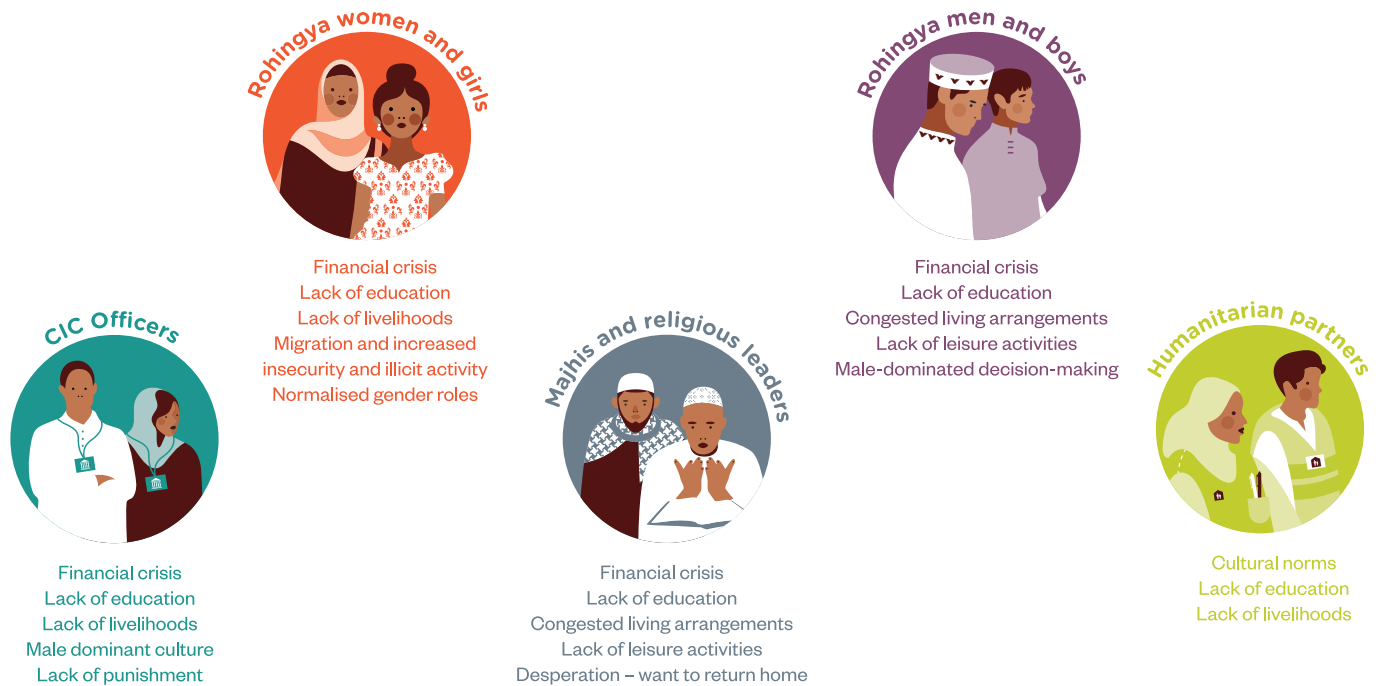 CIC Officers
Financial crisis
Lack of education
Lack of livelihoods
Male dominant culture
Lack of punishment
Rohingya women and girls
Financial crisis
Lack of education
Lack of livelihoods
Migration and increased
insecurity and illicit activity
Normalised gender roles
Majhis and religious leaders
Financial crisis
Lack of education
Congested living arrangements
Lack of leisure activities
Desperation – want to return home
Rohingya men and boys
Financial crisis
Lack of education
Congested living arrangements
Lack of leisure activities
Male-dominated decision-making
Humanitarian partners
Cultural norms
Lack of education
Lack of livelihoods